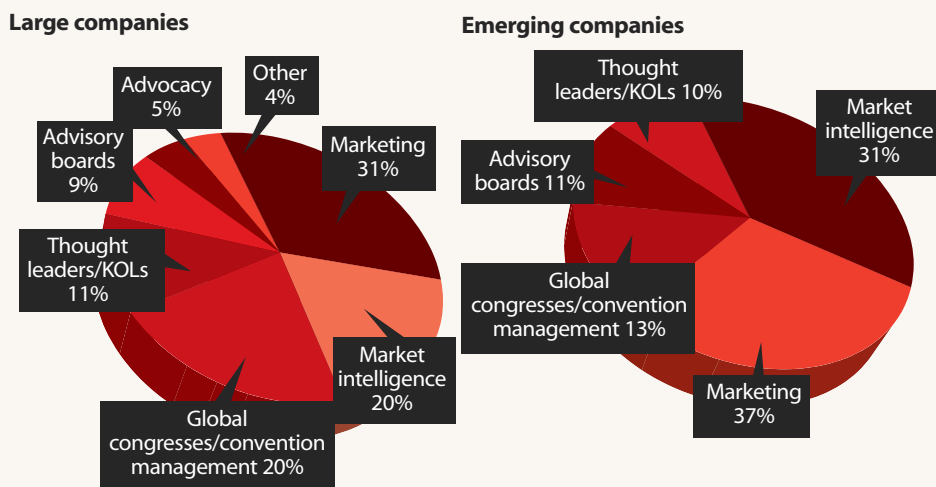 Large companies
Other
4%
Advocacy
5%
Advisory
boards
9%
Marketing
31%
Thought
leaders/KOLs
11%
Market
intelligence
20%
Global
congresses/convention
management 20%
Emerging companies
Thought
leaders/KOLs 10%
Market
intelligence
31%
Advisory
boards 11%
Global
congresses/convention
management 13%
Marketing
37%